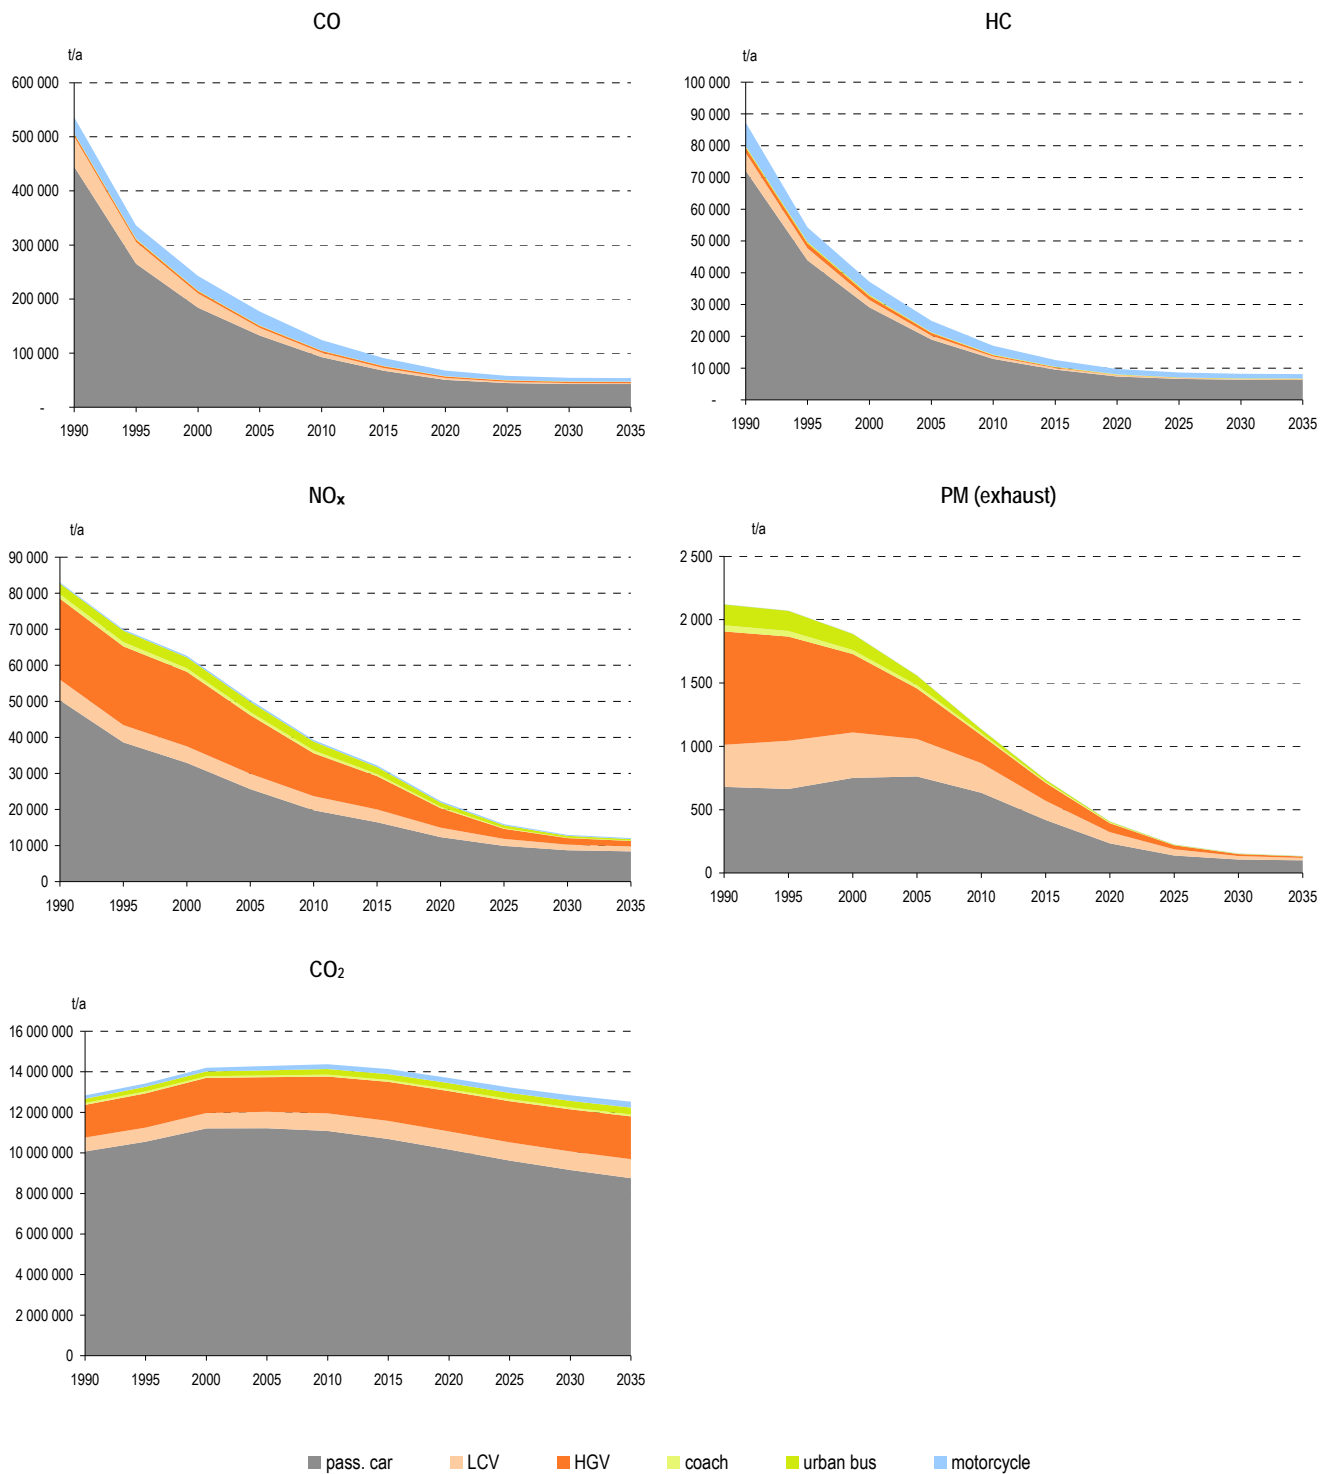 CO
t/a
600 000
500 000
400 000
300 000
200 000
100 000
-
1990 1995 2000 2005 2010 2015 2020 2025 2030 2035
HC
t/a
100 000
90 000
80 000
70 000
60 000
50 000
40 000
30 000
20 000
10 000
-
1990 1995 2000 2005 2010 2015 2020 2025 2030 2035
NOx
t/a
90 000
80 000
70 000
60 000
50 000
40 000
30 000
20 000
10 000
0
1990 1995 2000 2005 2010 2015 2020 2025 2030 2035
PM (exhaust)
t/a
2 500
2 000
1 500
1 000
500
0
1990 1995 2000 2005 2010 2015 2020 2025 2030 2035
CO₂
t/a
16 000 000
14 000 000
12 000 000
10 000 000
8 000 000
6 000 000
4 000 000
2 000 000
0
1990 1995 2000 2005 2010 2015 2020 2025 2030 2035
pass. car LCV HGV coach urban bus motorcycle